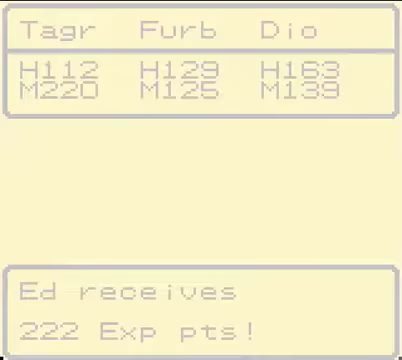 Tagr Furb Dio
H112 H129 H163
M220 M125 M139
Ed receives
222 Exp pts!